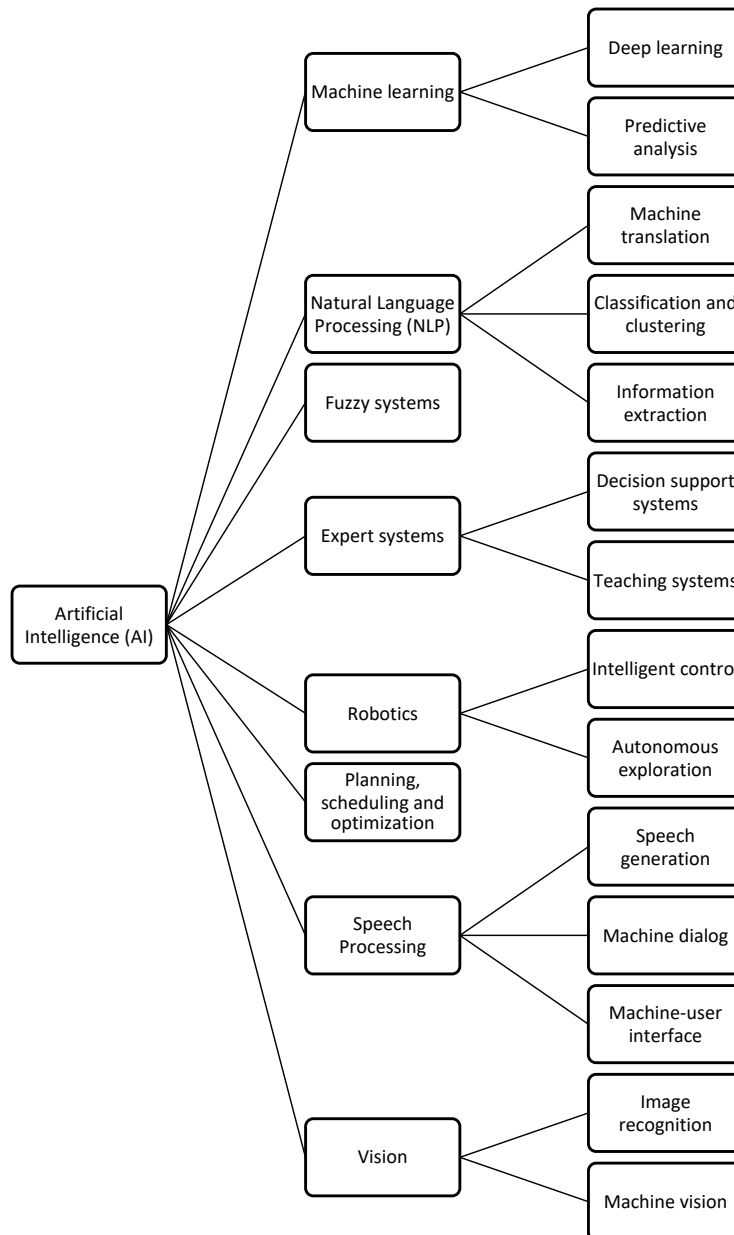 Deep learning
Machine learning
Predictive
analysis
Machine
translation
Natural Language
Processing (NLP)
Classification and
clustering
Fuzzy systems
Information
extraction
Decision support
systems
Expert systems
Teaching systems
Artificial
Intelligence (AI)
Intelligent contro
Robotics
Autonomous
exploration
Planning,
scheduling and
optimization
Speech
generation
Speech
Processing
Machine dialog
Machine-user
interface
Image
recognition
Vision
Machine vision